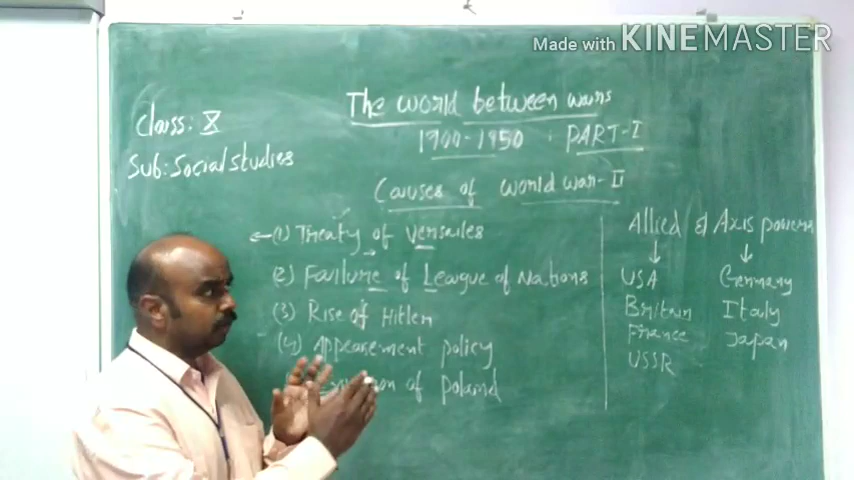 Made with KINEMASTER
The world between wars
1900-1950 . PART-I
Class: X
Sub: Social studies
Causes of world war-II
(1) Treaty of versailes
(2) Failure of League of Nations
(3) Rise of Hitler
(4) Appeasement policy
of poland
Allied & Axis powers
USA Germany
Britain Italy
France Japan
USSR